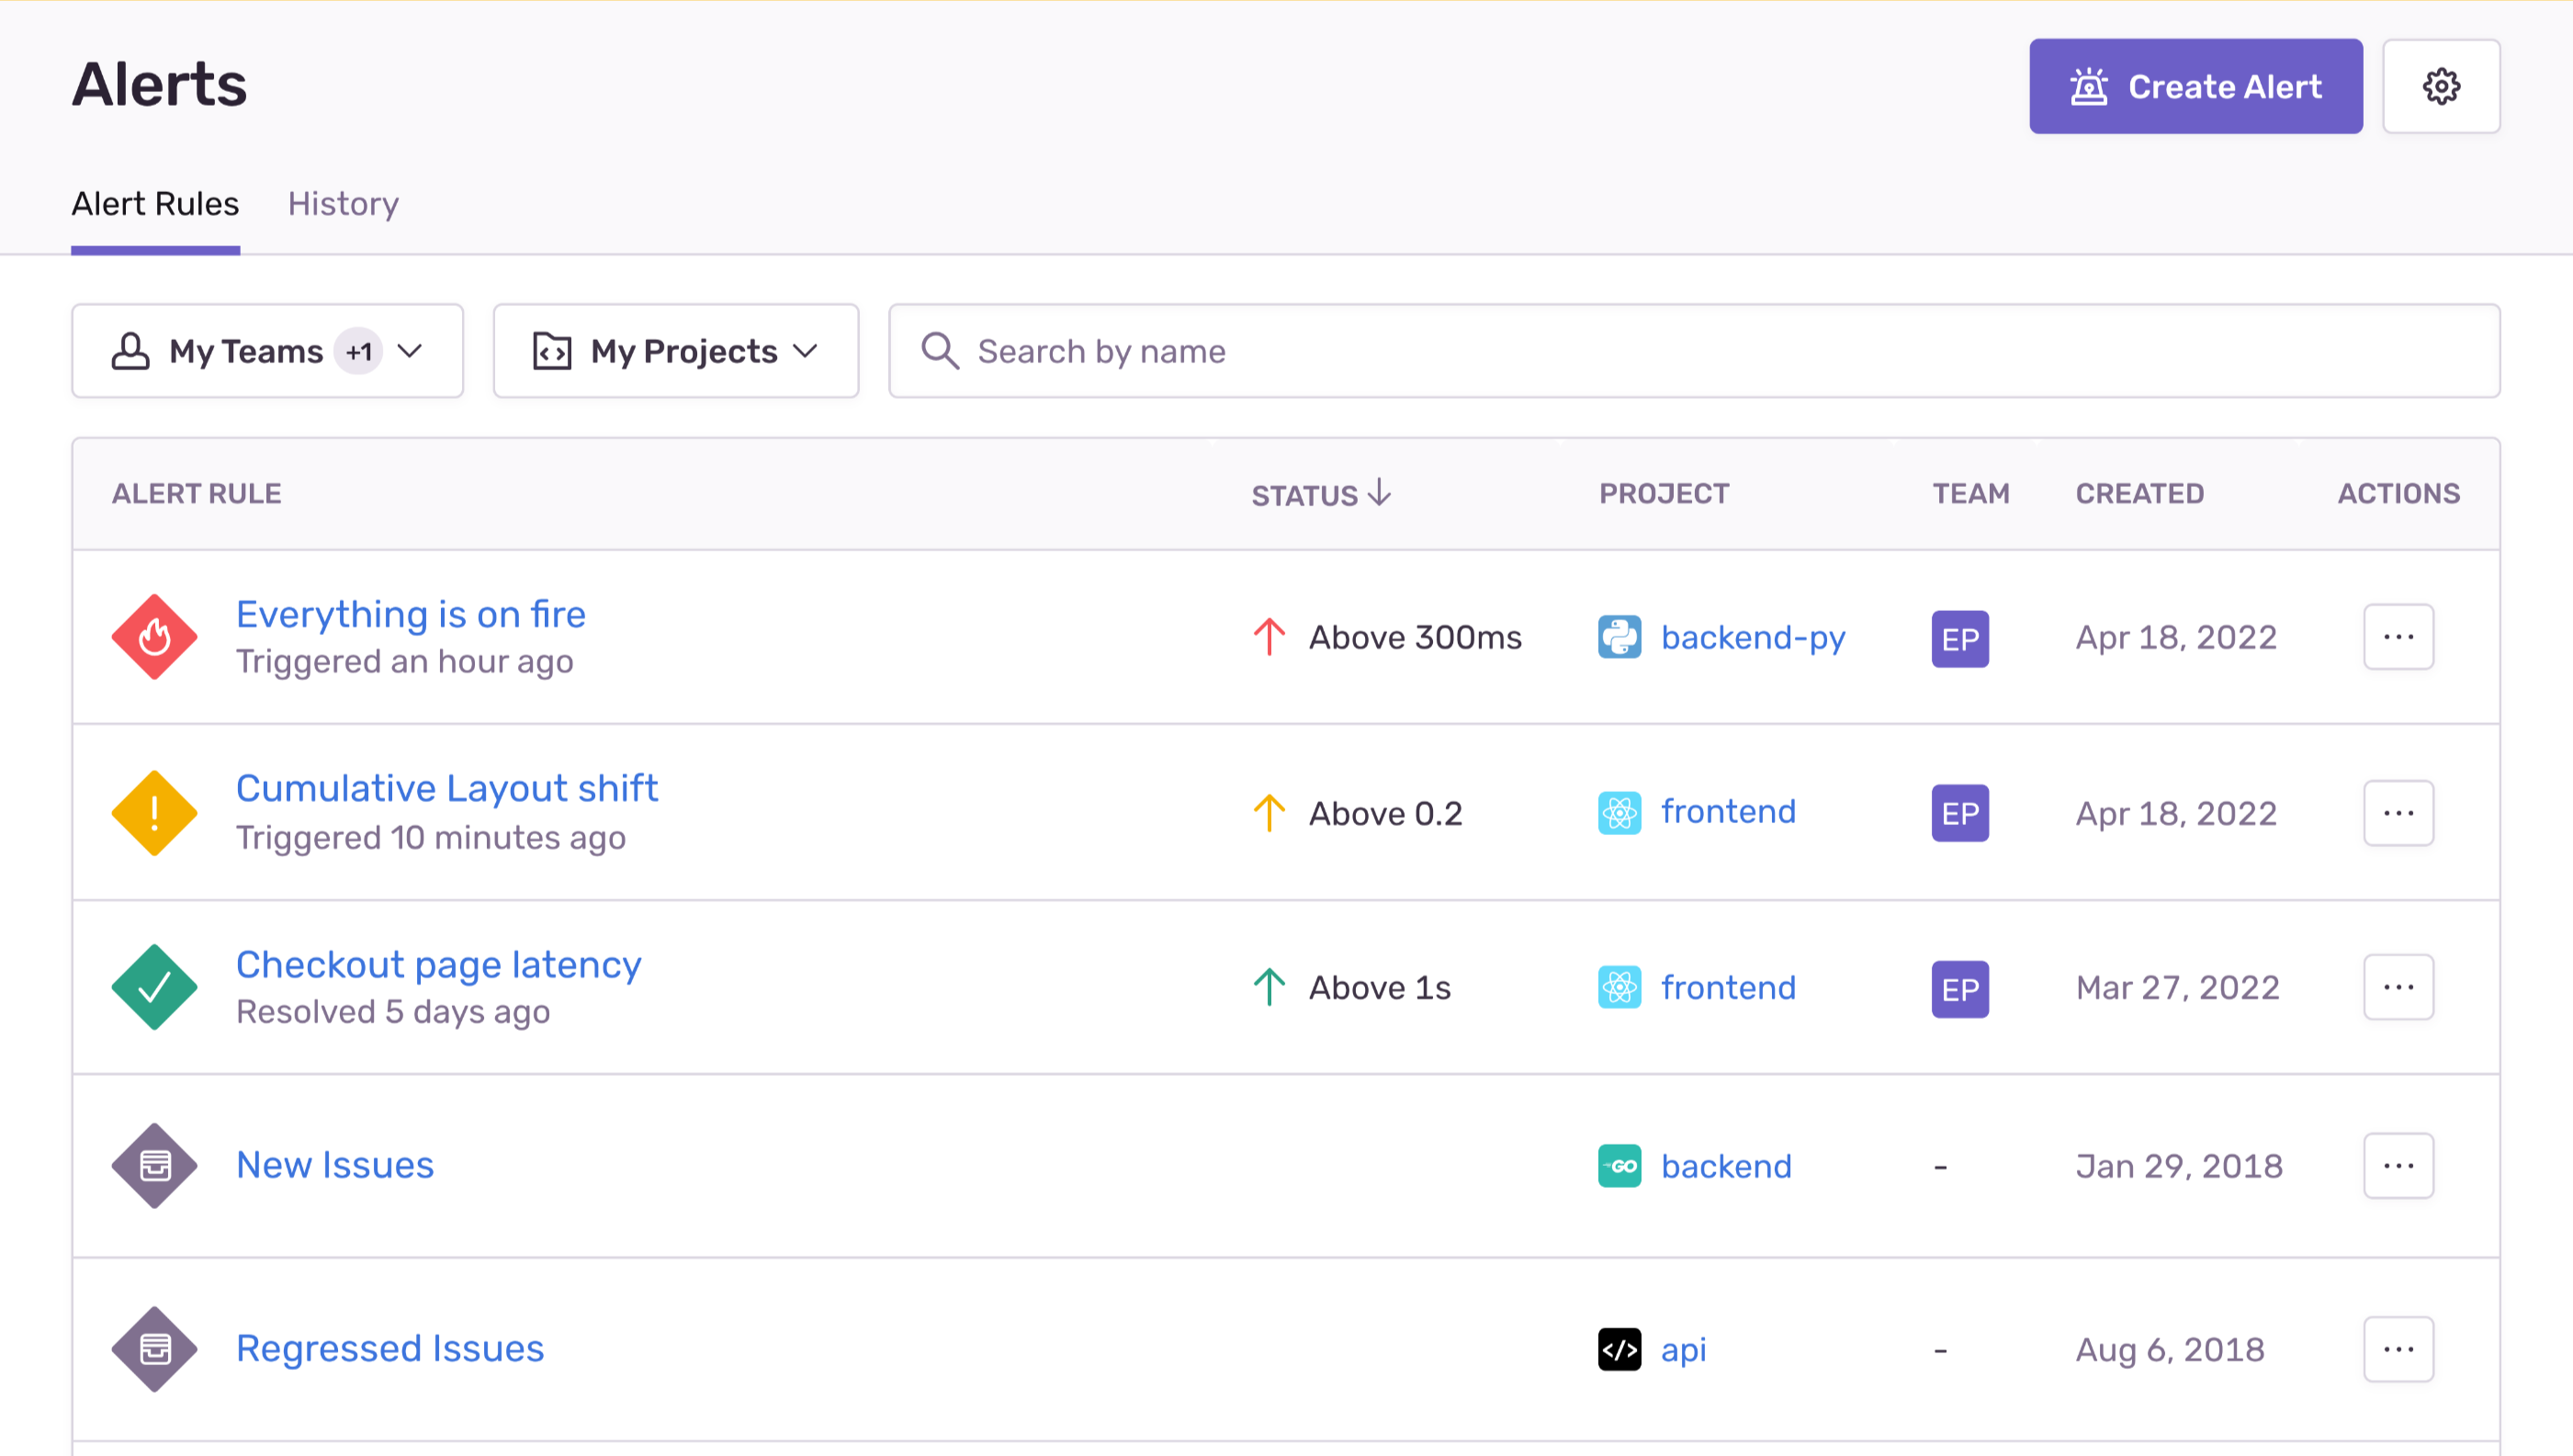 Alerts
Create Alert
Alert Rules
History
My Teams +1
My Projects
Search by name
ALERT RULE
STATUS
PROJECT
TEAM
CREATED
ACTIONS
Everything is on fire
Triggered an hour ago
Above 300ms
backend-py
EP
Apr 18, 2022
Cumulative Layout shift
Triggered 10 minutes ago
Above 0.2
frontend
EP
Apr 18, 2022
Checkout page latency
Resolved 5 days ago
Above 1s
frontend
EP
Mar 27, 2022
New Issues
GO
backend
-
Jan 29, 2018
Regressed Issues
</>
api
-
Aug 6, 2018